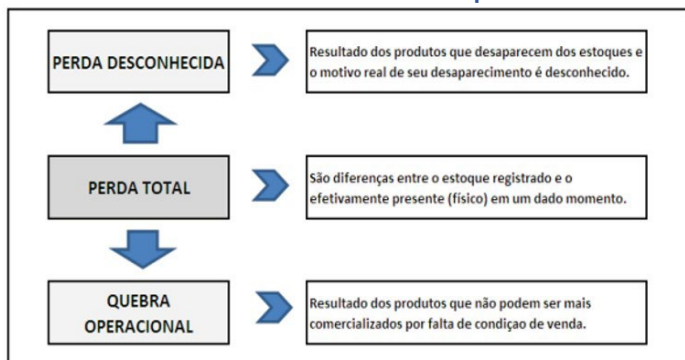 PERDA DESCONHECIDA
Resultado dos produtos que desaparecem dos estoques e
o motivo real de seu desaparecimento é desconhecido.
PERDA TOTAL
São diferenças entre o estoque registrado e o
efetivamente presente (físico) em um dado momento.
QUEBRA
OPERACIONAL
Resultado dos produtos que não podem ser mais
comercializados por falta de condiçao de venda.